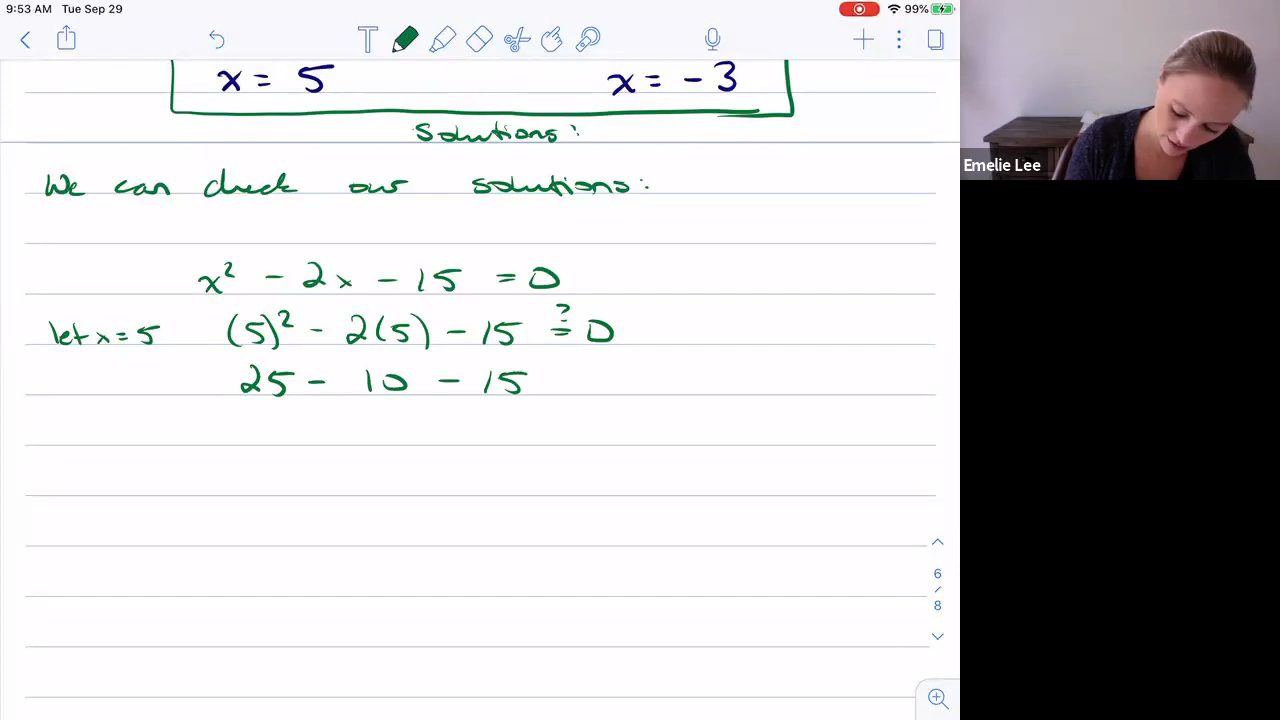 9:53 AM Tue Sep 29 99%
x = 5 x = -3
Solutions:
We can check our solutions:
Emelie Lee
x² - 2x - 15 = 0
let x = 5 (5)² - 2(5) - 15 ≟ 0
25 - 10 - 15
6
/
8